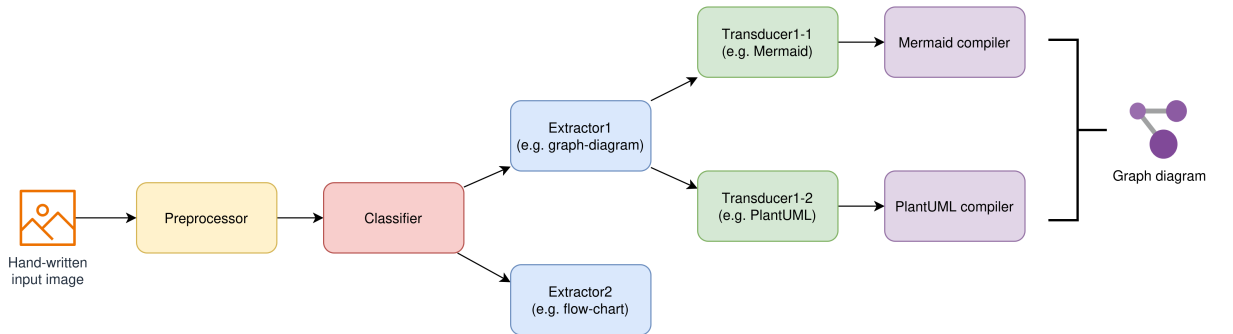 Hand-written
input image
Preprocessor
Classifier
Extractor1
(e.g. graph-diagram)
Extractor2
(e.g. flow-chart)
Transducer1-1
(e.g. Mermaid)
Mermaid compiler
Transducer1-2
(e.g. PlantUML)
PlantUML compiler
Graph diagram